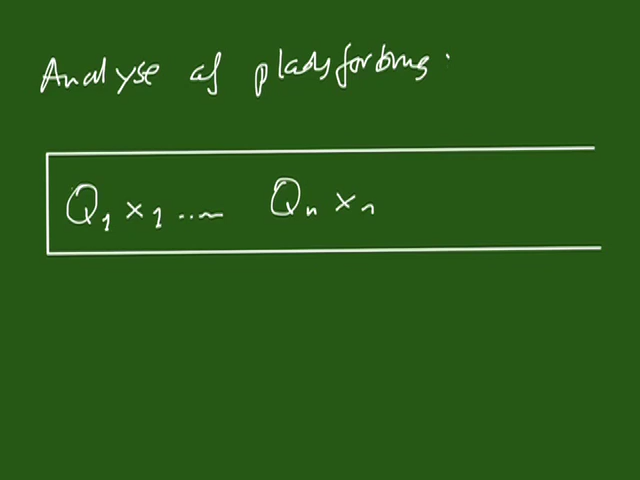 Analyse af pladsforbrug:
Q₁ x₁ ..... Qₙ xₙ